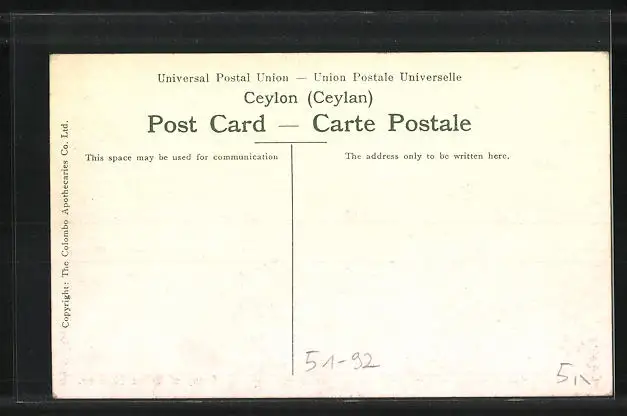 Universal Postal Union — Union Postale Universelle
Ceylon (Ceylan)
Post Card — Carte Postale
This space may be used for communication
The address only to be written here.
Copyright: The Colombo Apothecaries Co. Ltd.
51-92